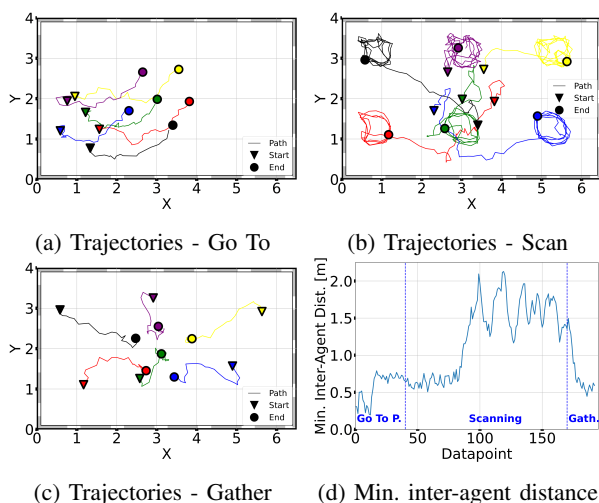 4
3
2
1
0
Y
Path
Start
End
0 1 2 3 4 5 6
X
(a) Trajectories - Go To
4
3
2
1
0
Y
Path
Start
End
0 1 2 3 4 5 6
X
(b) Trajectories - Scan
4
3
2
1
0
Y
Path
Start
End
0 1 2 3 4 5 6
X
(c) Trajectories - Gather
Min. Inter-Agent Dist. [m]
2.0
1.5
1.0
0.5
0.0
Go To P. Scanning Gath.
0 50 100 150
Datapoint
(d) Min. inter-agent distance